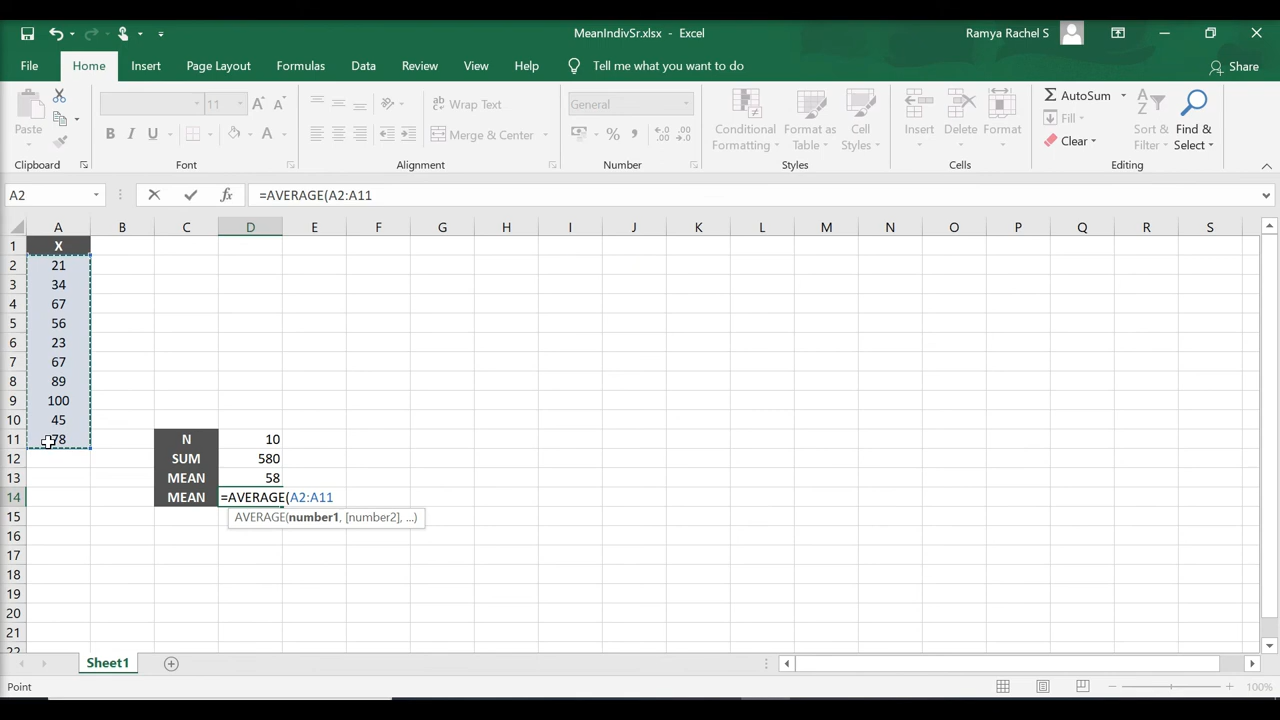 MeanIndivSr.xlsx - Excel
Ramya Rachel S
File Home Insert Page Layout Formulas Data Review View Help Tell me what you want to do Share
Paste
Clipboard
11 A A
B I U A
Font
ab Wrap Text
Merge & Center
Alignment
General
% ,
Number
Conditional Formatting
Format as Table
Cell Styles
Styles
Insert Delete Format
Cells
AutoSum
Fill
Clear
Sort & Filter
Find & Select
Editing
A2 fx =AVERAGE(A2:A11
A B C D E F G H I J K L M N O P Q R S
1 X
2 21
3 34
4 67
5 56
6 23
7 67
8 89
9 100
10 45
11 78 N 10
12 SUM 580
13 MEAN 58
14 MEAN =AVERAGE(A2:A11
15 AVERAGE(number1, [number2], ...)
16
17
18
19
20
21
22
Sheet1
Point 100%